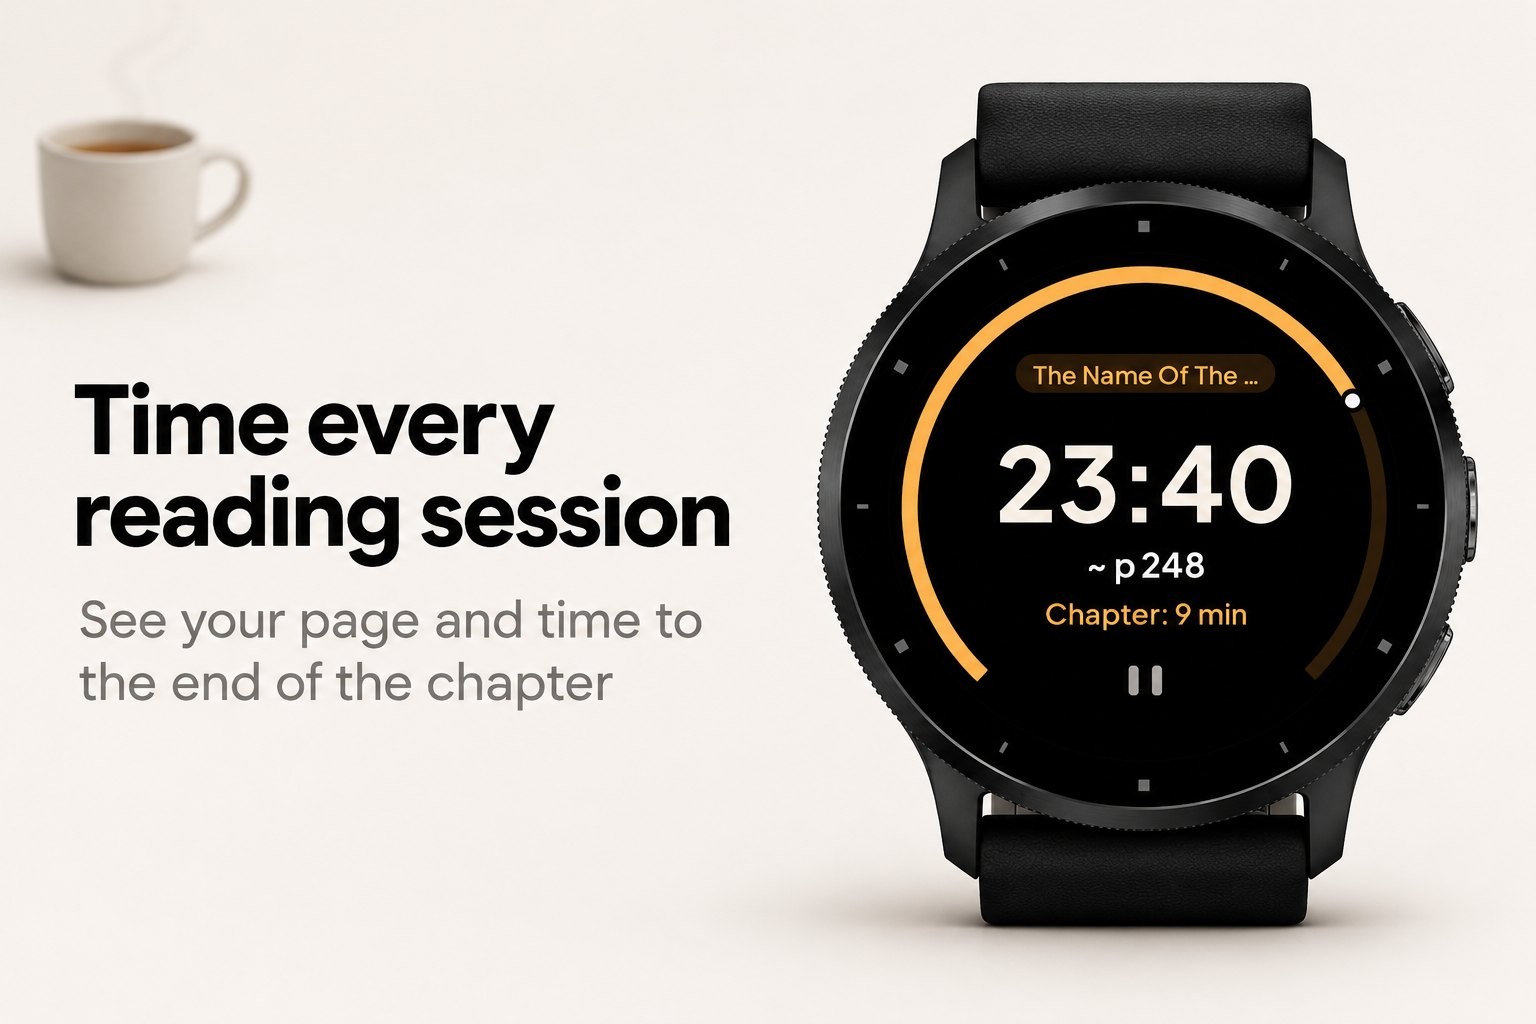 Time every
reading session
See your page and time to
the end of the chapter
The Name Of The ...
23:40
~ p 248
Chapter: 9 min